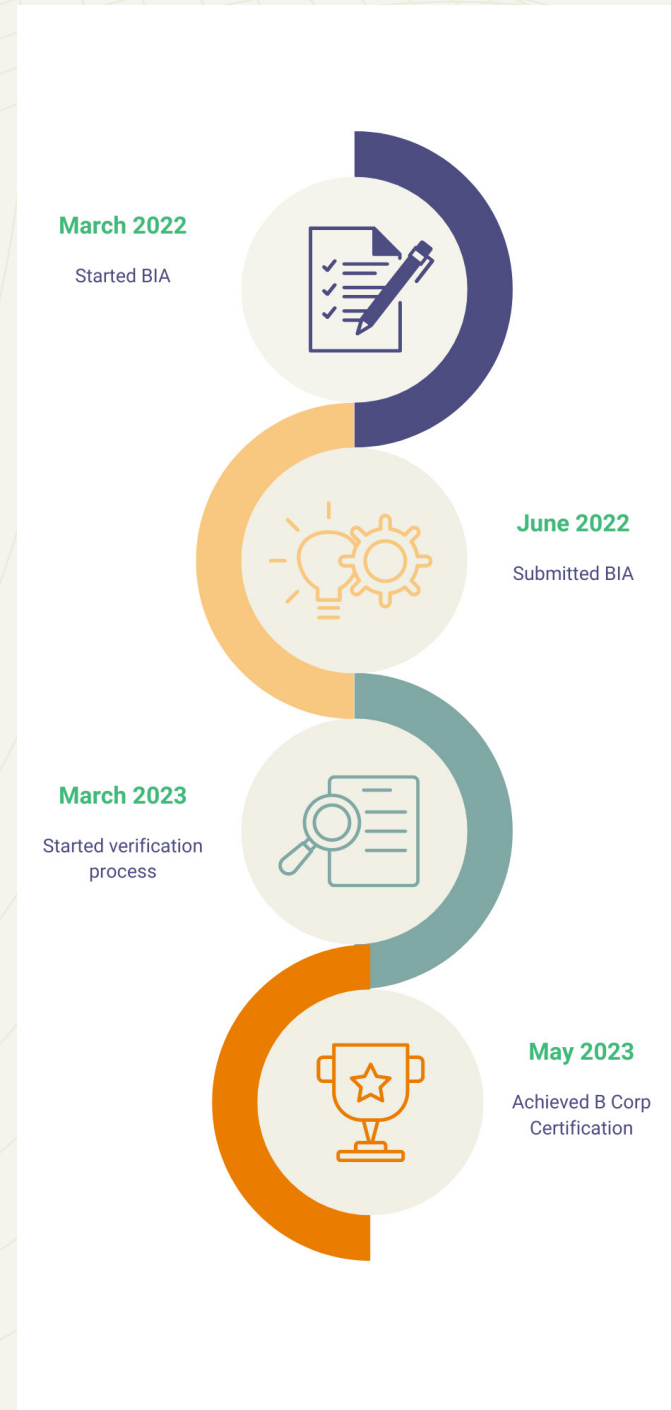 March 2022
Started BIA
June 2022
Submitted BIA
March 2023
Started verification
process
May 2023
Achieved B Corp
Certification